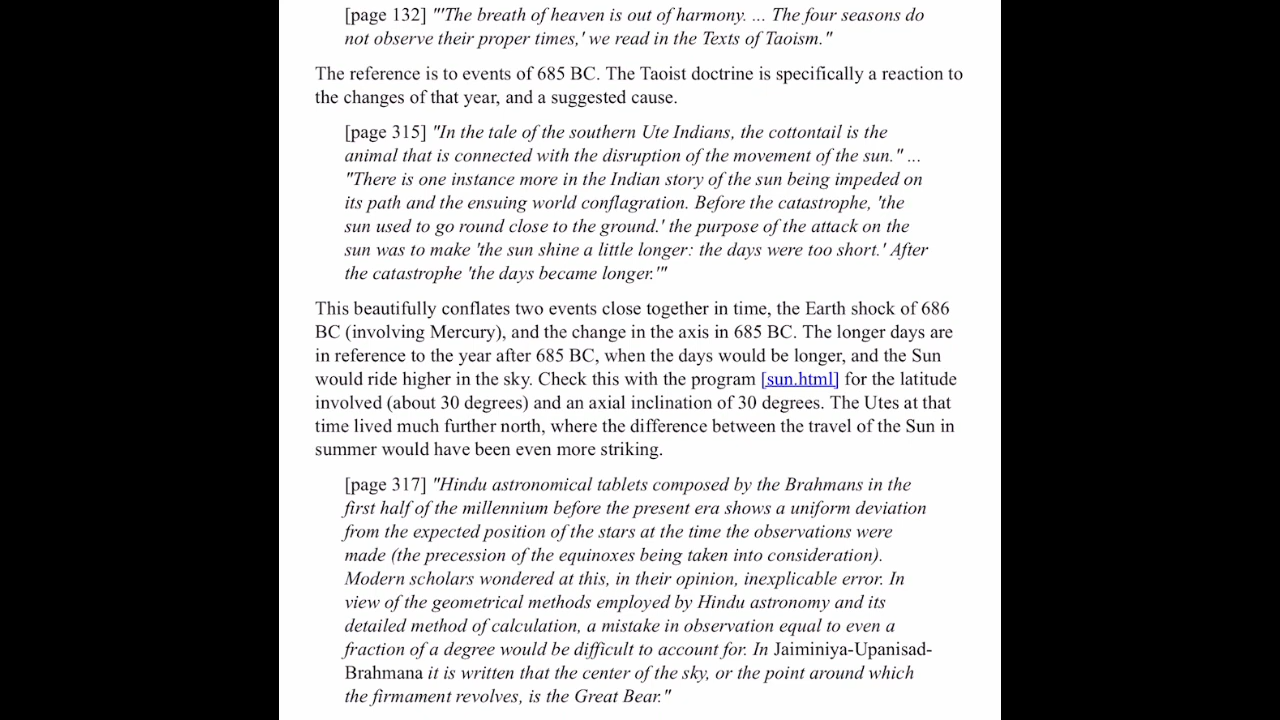 [page 132] "'The breath of heaven is out of harmony. ... The four seasons do
not observe their proper times,' we read in the Texts of Taoism."
The reference is to events of 685 BC. The Taoist doctrine is specifically a reaction to
the changes of that year, and a suggested cause.
[page 315] "In the tale of the southern Ute Indians, the cottontail is the
animal that is connected with the disruption of the movement of the sun." ...
"There is one instance more in the Indian story of the sun being impeded on
its path and the ensuing world conflagration. Before the catastrophe, 'the
sun used to go round close to the ground.' the purpose of the attack on the
sun was to make 'the sun shine a little longer: the days were too short.' After
the catastrophe 'the days became longer.'"
This beautifully conflates two events close together in time, the Earth shock of 686
BC (involving Mercury), and the change in the axis in 685 BC. The longer days are
in reference to the year after 685 BC, when the days would be longer, and the Sun
would ride higher in the sky. Check this with the program [sun.html] for the latitude
involved (about 30 degrees) and an axial inclination of 30 degrees. The Utes at that
time lived much further north, where the difference between the travel of the Sun in
summer would have been even more striking.
[page 317] "Hindu astronomical tablets composed by the Brahmans in the
first half of the millennium before the present era shows a uniform deviation
from the expected position of the stars at the time the observations were
made (the precession of the equinoxes being taken into consideration).
Modern scholars wondered at this, in their opinion, inexplicable error. In
view of the geometrical methods employed by Hindu astronomy and its
detailed method of calculation, a mistake in observation equal to even a
fraction of a degree would be difficult to account for. In Jaiminiya-Upanisad-
Brahmana it is written that the center of the sky, or the point around which
the firmament revolves, is the Great Bear."